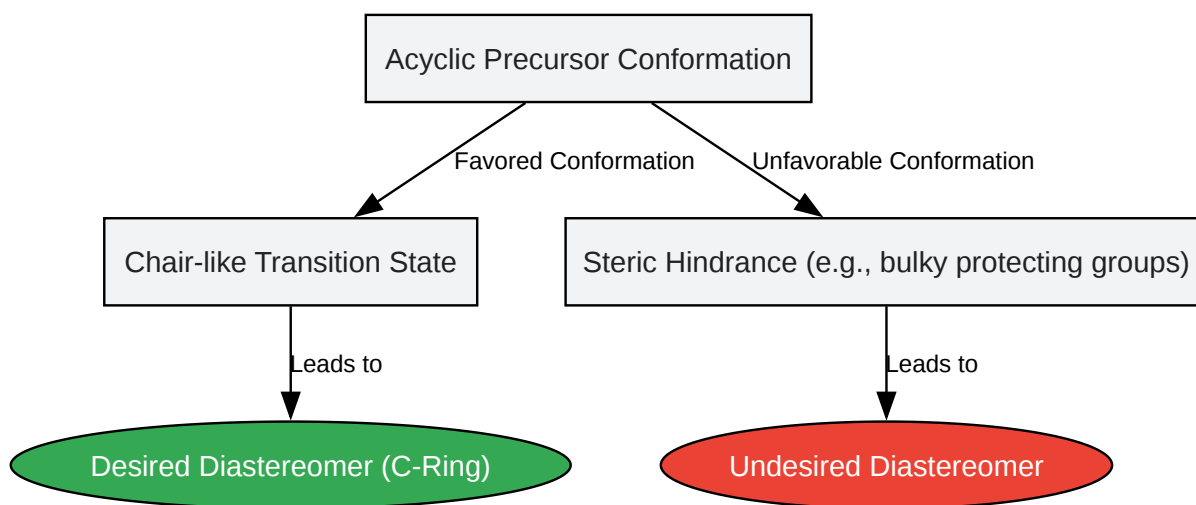 Acyclic Precursor Conformation
Favored Conformation
Unfavorable Conformation
Chair-like Transition State
Steric Hindrance (e.g., bulky protecting groups)
Leads to
Leads to
Desired Diastereomer (C-Ring)
Undesired Diastereomer